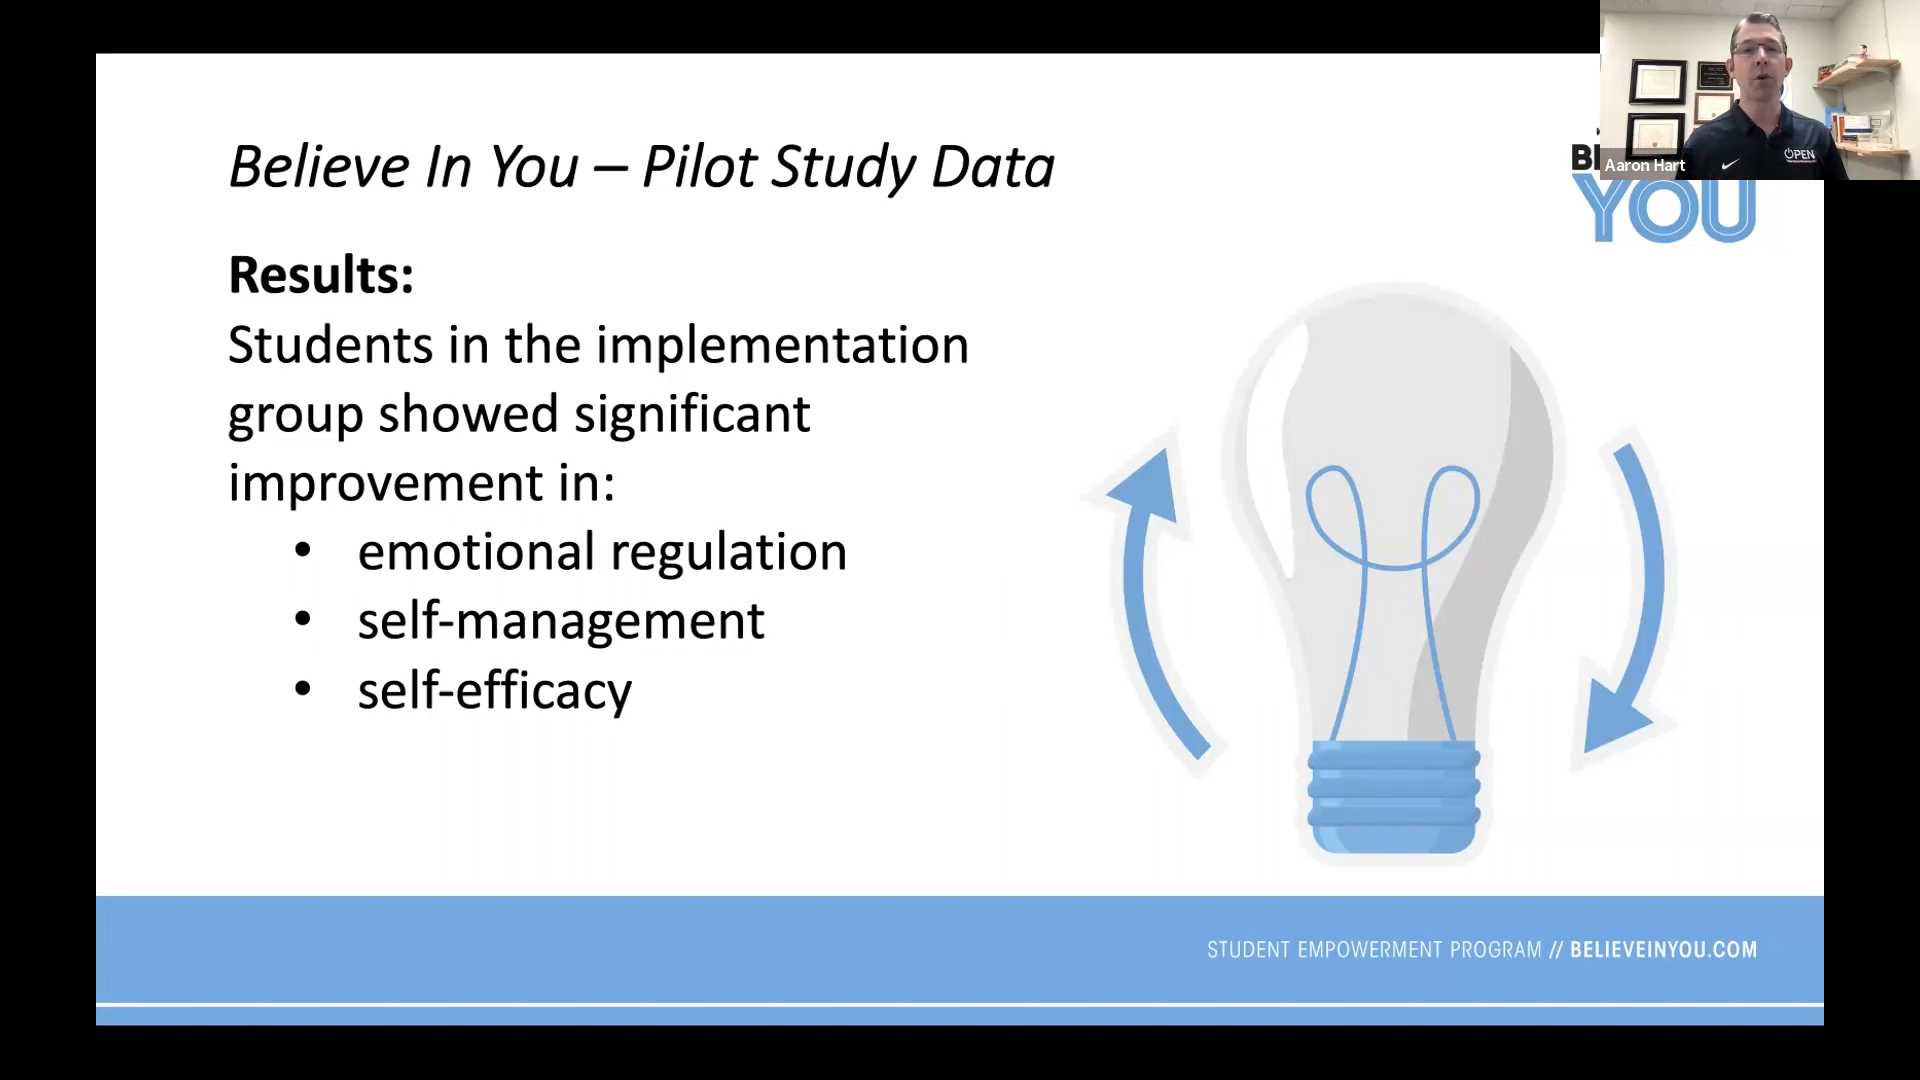 Believe In You – Pilot Study Data
Results:
Students in the implementation
group showed significant
improvement in:
• emotional regulation
• self-management
• self-efficacy
YOU
Aaron Hart
OPEN
STUDENT EMPOWERMENT PROGRAM // BELIEVEINYOU.COM